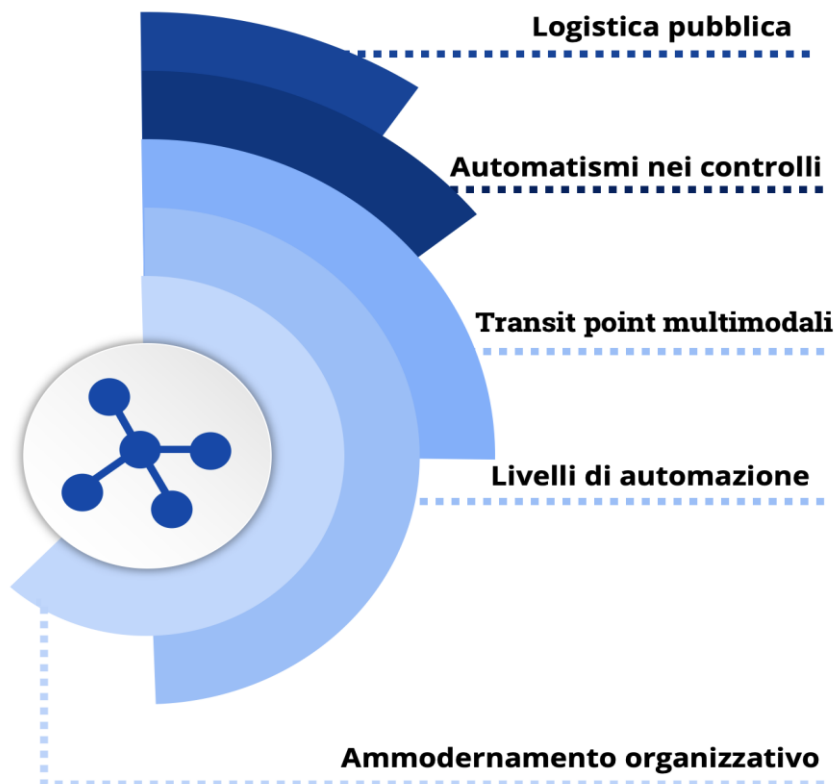 Logistica pubblica
Automatismi nei controlli
Transit point multimodali
Livelli di automazione
Ammodernamento organizzativo